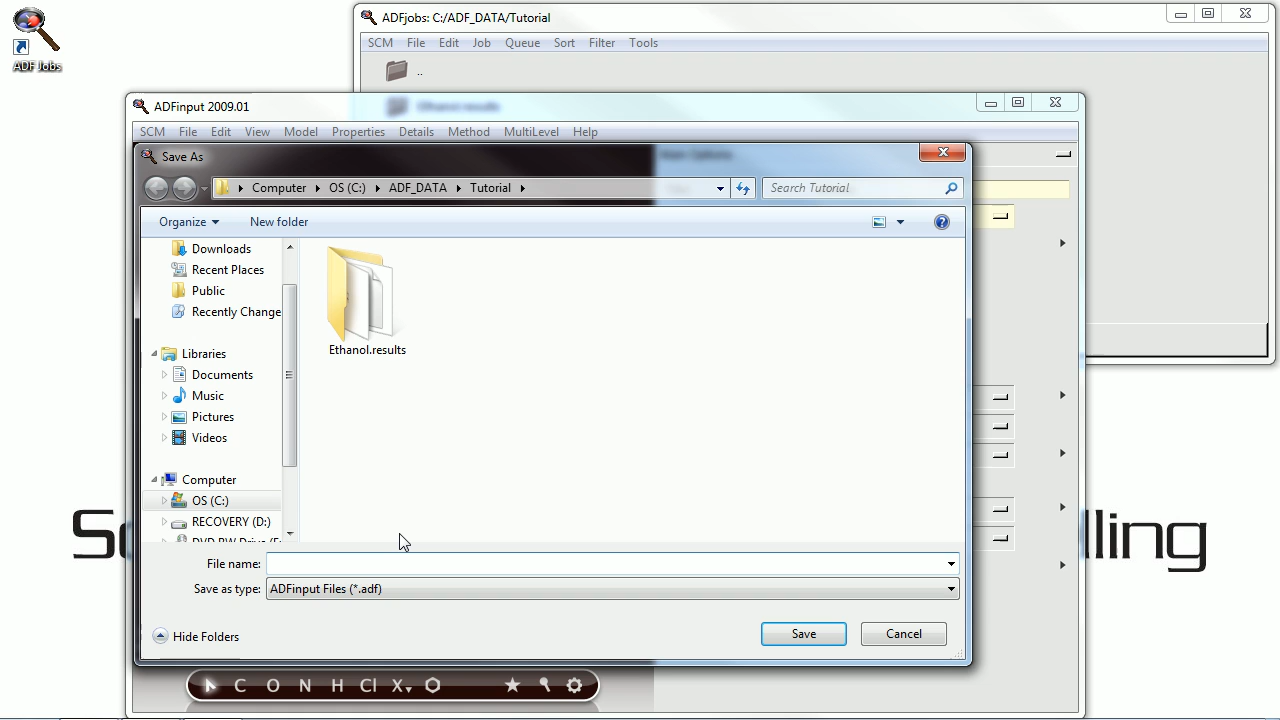 ADF Jobs
ADFjobs: C:/ADF_DATA/Tutorial
SCM File Edit Job Queue Sort Filter Tools
..
Ethanol.results
ADFinput 2009.01
SCM File Edit View Model Properties Details Method MultiLevel Help
Save As
Computer OS (C:) ADF_DATA Tutorial
Search Tutorial
Organize New folder
Downloads
Recent Places
Public
Recently Change
Libraries
Documents
Music
Pictures
Videos
Computer
OS (C:)
RECOVERY (D:)
Ethanol.results
File name:
Save as type: ADFinput Files (*.adf)
Hide Folders
Save
Cancel
C O N H Cl X
lling